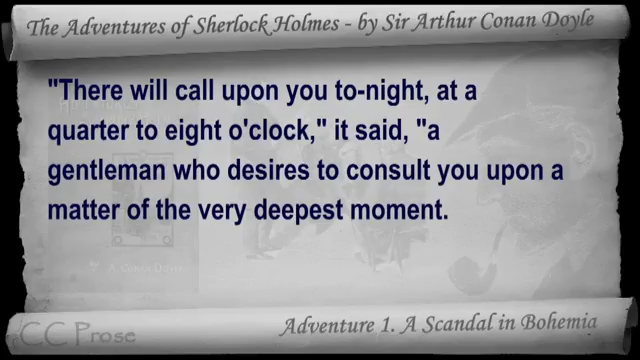 The Adventures of Sherlock Holmes - by Sir Arthur Conan Doyle
"There will call upon you to-night, at a
quarter to eight o'clock," it said, "a
gentleman who desires to consult you upon a
matter of the very deepest moment.
A. Conan Doyle
Adventure 1. A Scandal in Bohemia
CC Prose